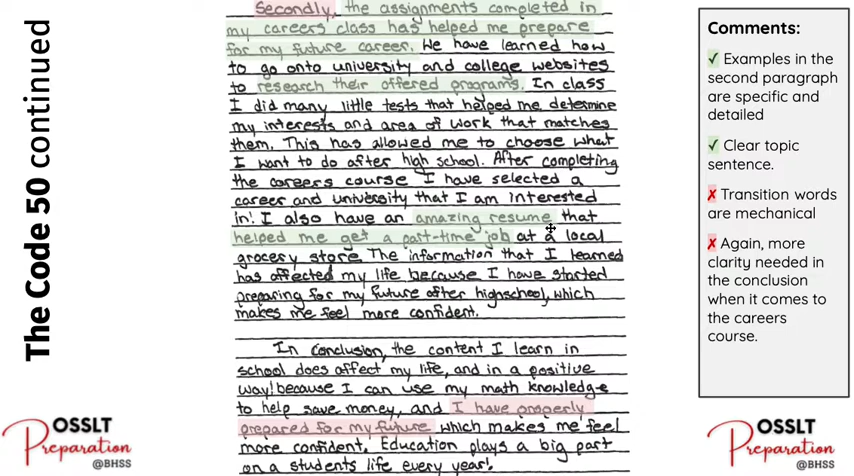 The Code 50 continued
Secondly, the assignments completed in
my careers class has helped me prepare
for my future career. We have learned how
to go onto university and college websites
to research their offered programs. In class
I did many little tests that helped me determine
my interests and area of work that matches
them. This has allowed me to choose what
I want to do after high school. After completing
the careers course I have selected a
career and university that I am interested
in! I also have an amazing resume that
helped me get a part-time job at a local
grocery store. The information that I learned
has affected my life because I have started
preparing for my future after highschool, which
makes me feel more confident.
In conclusion, the content I learn in
school does affect my life, and in a positive
way! because I can use my math knowledge
to help save money, and I have properly
prepared for my future which makes me feel
more confident. Education plays a big part
on a students life every year!
Comments:
✓ Examples in the
second paragraph
are specific and
detailed
✓ Clear topic
sentence.
✗ Transition words
are mechanical
✗ Again, more
clarity needed in
the conclusion
when it comes to
the careers
course.
OSSLT
Preparation
@BHSS
OSSLT
Preparation
@BHSS